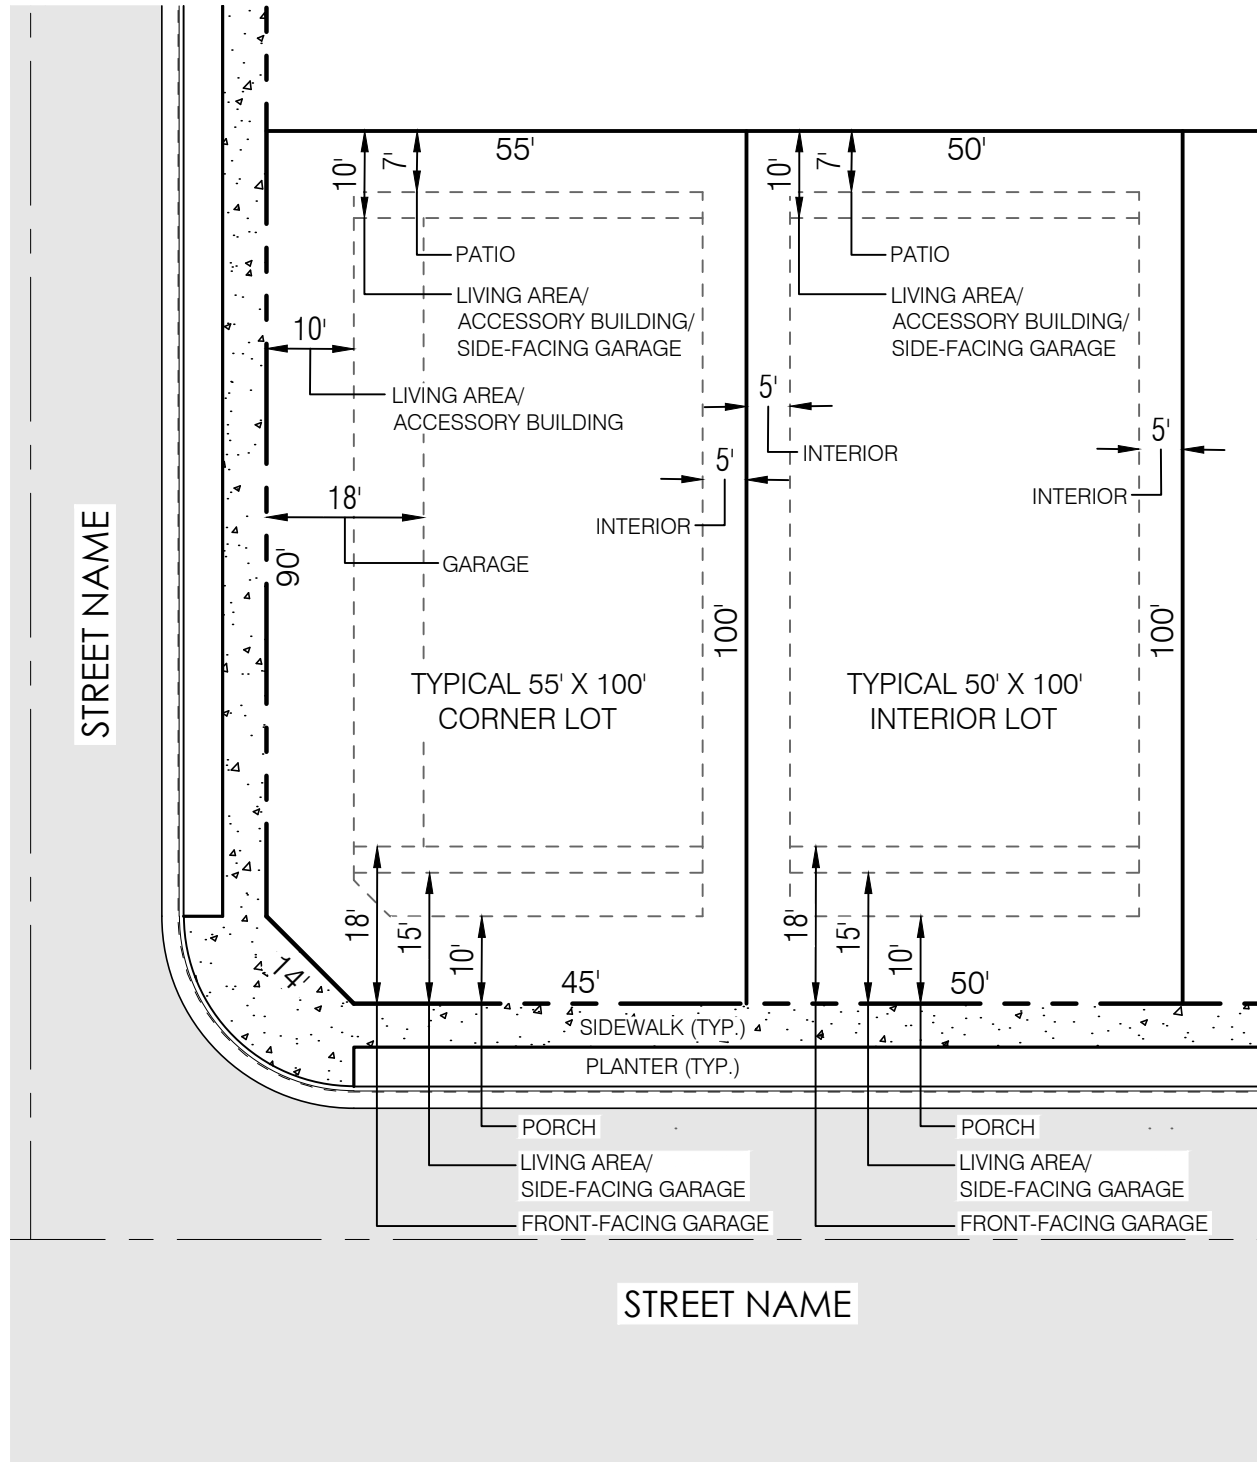 55'
50'
10'
7'
10'
7'
PATIO
PATIO
LIVING AREA/
ACCESSORY BUILDING/
SIDE-FACING GARAGE
LIVING AREA/
ACCESSORY BUILDING/
SIDE-FACING GARAGE
10'
LIVING AREA/
ACCESSORY BUILDING
5'
INTERIOR
5'
INTERIOR
5'
INTERIOR
18'
GARAGE
90'
STREET NAME
100'
100'
TYPICAL 55' X 100'
CORNER LOT
TYPICAL 50' X 100'
INTERIOR LOT
18'
15'
10'
18'
15'
10'
14'
45'
50'
SIDEWALK (TYP.)
PLANTER (TYP.)
PORCH
LIVING AREA/
SIDE-FACING GARAGE
FRONT-FACING GARAGE
PORCH
LIVING AREA/
SIDE-FACING GARAGE
FRONT-FACING GARAGE
STREET NAME